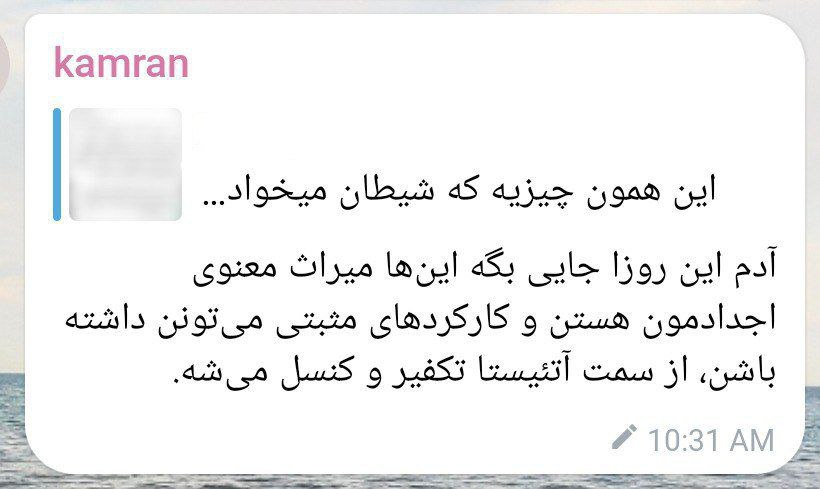 kamran
این همون چیزیه که شیطان میخواد...
آدم این روزا جایی بگه این‌ها میراث معنوی
اجدادمون هستن و کارکردهای مثبتی می‌تونن داشته
باشن، از سمت آتئیستا تکفیر و کنسل می‌شه.
10:31 AM